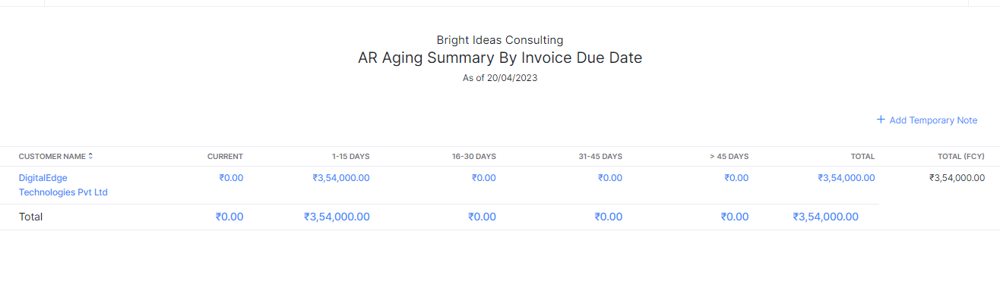 Bright Ideas Consulting
AR Aging Summary By Invoice Due Date
As of 20/04/2023
+ Add Temporary Note
CUSTOMER NAME CURRENT 1-15 DAYS 16-30 DAYS 31-45 DAYS > 45 DAYS TOTAL TOTAL (FCY)
DigitalEdge ₹0.00 ₹3,54,000.00 ₹0.00 ₹0.00 ₹0.00 ₹3,54,000.00 ₹3,54,000.00
Technologies Pvt Ltd
Total ₹0.00 ₹3,54,000.00 ₹0.00 ₹0.00 ₹0.00 ₹3,54,000.00